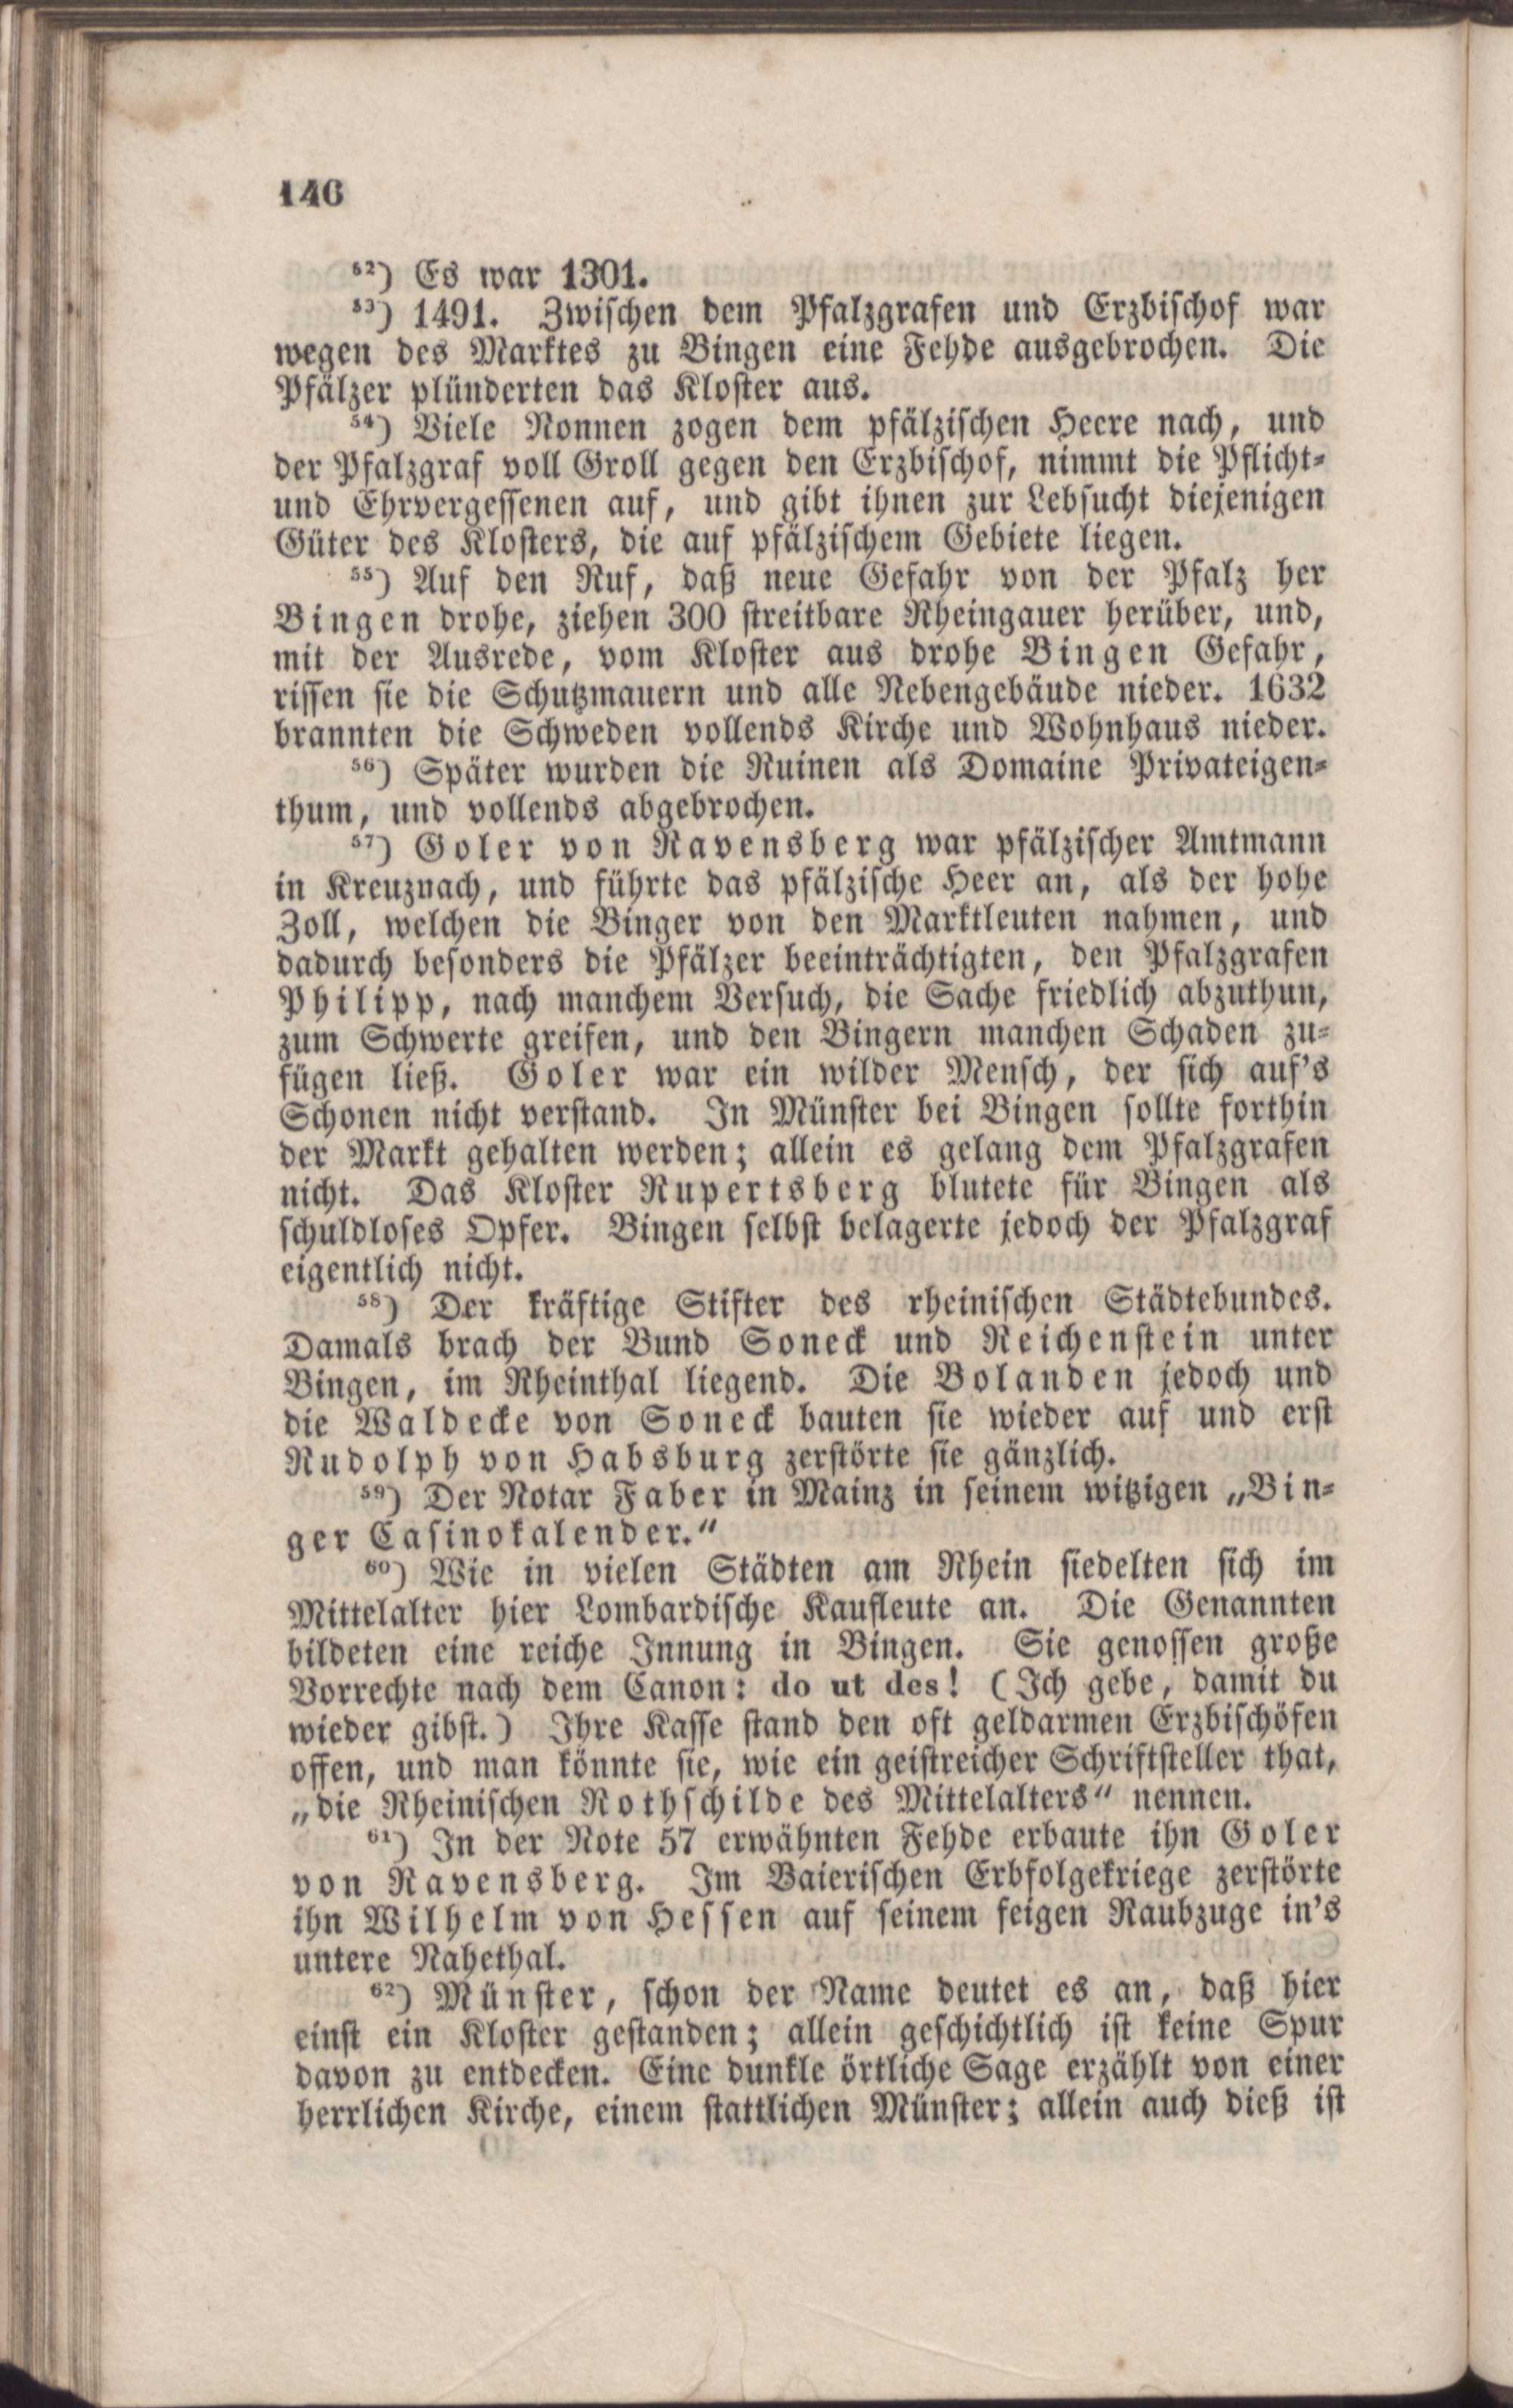 146
⁵²) Es war 1301.
⁵³) 1491. Zwischen dem Pfalzgrafen und Erzbischof war
wegen des Marktes zu Bingen eine Fehde ausgebrochen. Die
Pfälzer plünderten das Kloster aus.
⁵⁴) Viele Nonnen zogen dem pfälzischen Heere nach, und
der Pfalzgraf voll Groll gegen den Erzbischof, nimmt die Pflicht-
und Ehrvergessenen auf, und gibt ihnen zur Lebsucht diejenigen
Güter des Klosters, die auf pfälzischem Gebiete liegen.
⁵⁵) Auf den Ruf, daß neue Gefahr von der Pfalz her
Bingen drohe, ziehen 300 streitbare Rheingauer herüber, und,
mit der Ausrede, vom Kloster aus drohe Bingen Gefahr,
rissen sie die Schutzmauern und alle Nebengebäude nieder. 1632
brannten die Schweden vollends Kirche und Wohnhaus nieder.
⁵⁶) Später wurden die Ruinen als Domaine Privateigen-
thum, und vollends abgebrochen.
⁵⁷) Goler von Ravensberg war pfälzischer Amtmann
in Kreuznach, und führte das pfälzische Heer an, als der hohe
Zoll, welchen die Binger von den Marktleuten nahmen, und
dadurch besonders die Pfälzer beeinträchtigten, den Pfalzgrafen
Philipp, nach manchem Versuch, die Sache friedlich abzuthun,
zum Schwerte greifen, und den Bingern manchen Schaden zu-
fügen ließ. Goler war ein wilder Mensch, der sich auf's
Schonen nicht verstand. In Münster bei Bingen sollte forthin
der Markt gehalten werden; allein es gelang dem Pfalzgrafen
nicht. Das Kloster Rupertsberg blutete für Bingen als
schuldloses Opfer. Bingen selbst belagerte jedoch der Pfalzgraf
eigentlich nicht.
⁵⁸) Der kräftige Stifter des rheinischen Städtebundes.
Damals brach der Bund Soneck und Reichenstein unter
Bingen, im Rheinthal liegend. Die Bolanden jedoch und
die Waldecke von Soneck bauten sie wieder auf und erst
Rudolph von Habsburg zerstörte sie gänzlich.
⁵⁹) Der Notar Faber in Mainz in seinem witzigen „Bin-
ger Casinokalender."
⁶⁰) Wie in vielen Städten am Rhein siedelten sich im
Mittelalter hier Lombardische Kaufleute an. Die Genannten
bildeten eine reiche Innung in Bingen. Sie genossen große
Vorrechte nach dem Canon: do ut des! (Ich gebe, damit du
wieder gibst.) Ihre Kasse stand den oft geldarmen Erzbischöfen
offen, und man könnte sie, wie ein geistreicher Schriftsteller that,
„die Rheinischen Rothschilde des Mittelalters" nennen.
⁶¹) In der Note 57 erwähnten Fehde erbaute ihn Goler
von Ravensberg. Im Baierischen Erbfolgekriege zerstörte
ihn Wilhelm von Hessen auf seinem feigen Raubzuge in's
untere Nahethal.
⁶²) Münster, schon der Name deutet es an, daß hier
einst ein Kloster gestanden; allein geschichtlich ist keine Spur
davon zu entdecken. Eine dunkle örtliche Sage erzählt von einer
herrlichen Kirche, einem stattlichen Münster; allein auch dieß ist